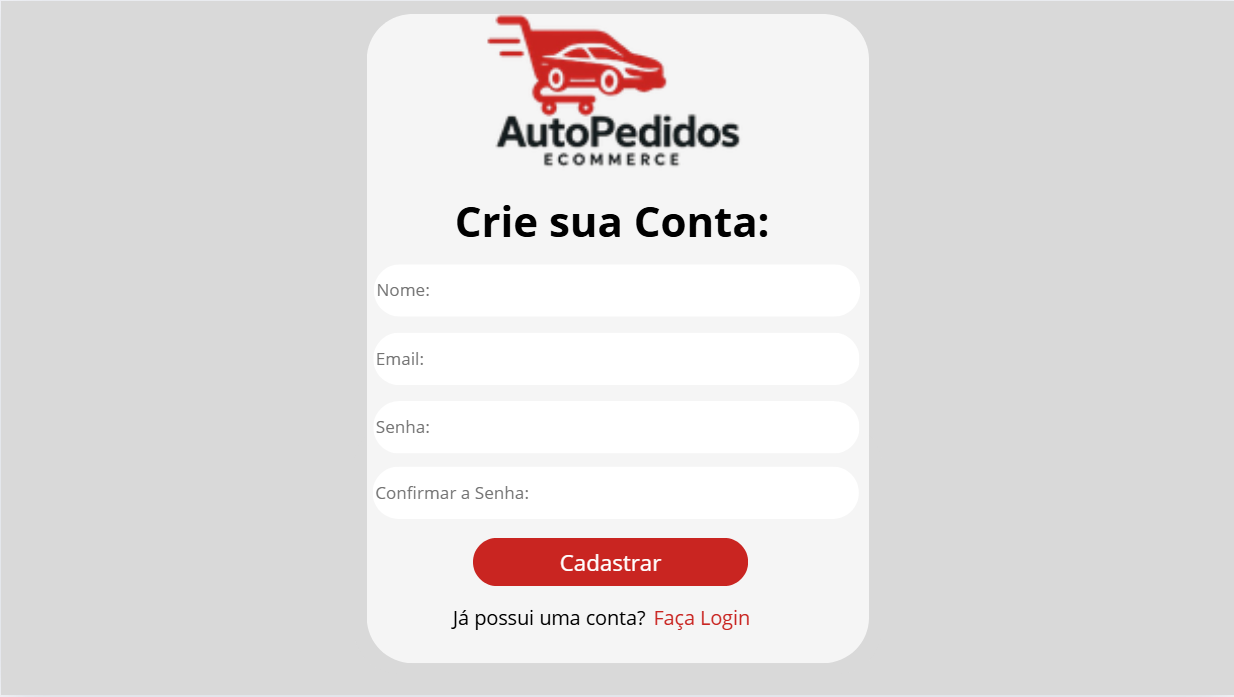 AutoPedidos
ECOMMERCE
Crie sua Conta:
Nome:
Email:
Senha:
Confirmar a Senha:
Cadastrar
Já possui uma conta? Faça Login